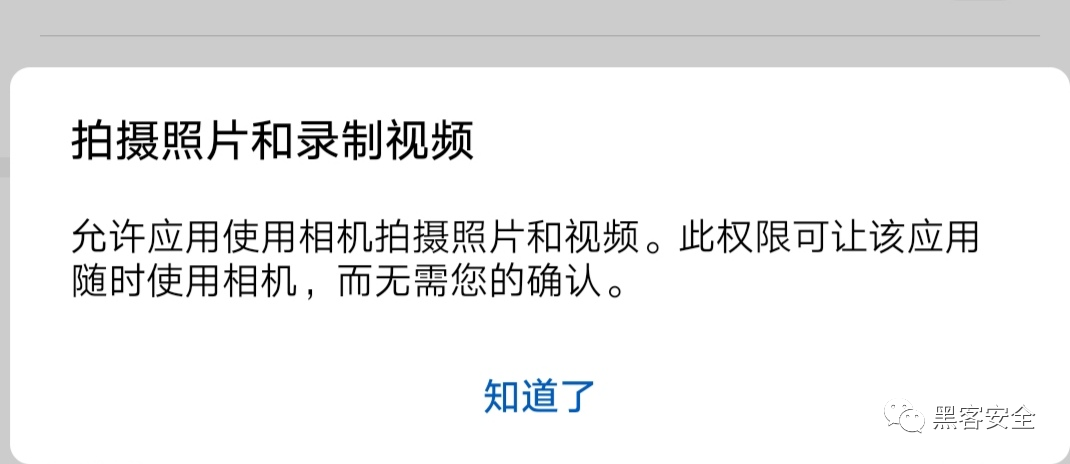 拍摄照片和录制视频
允许应用使用相机拍摄照片和视频。此权限可让该应用
随时使用相机，而无需您的确认。
知道了
黑客安全